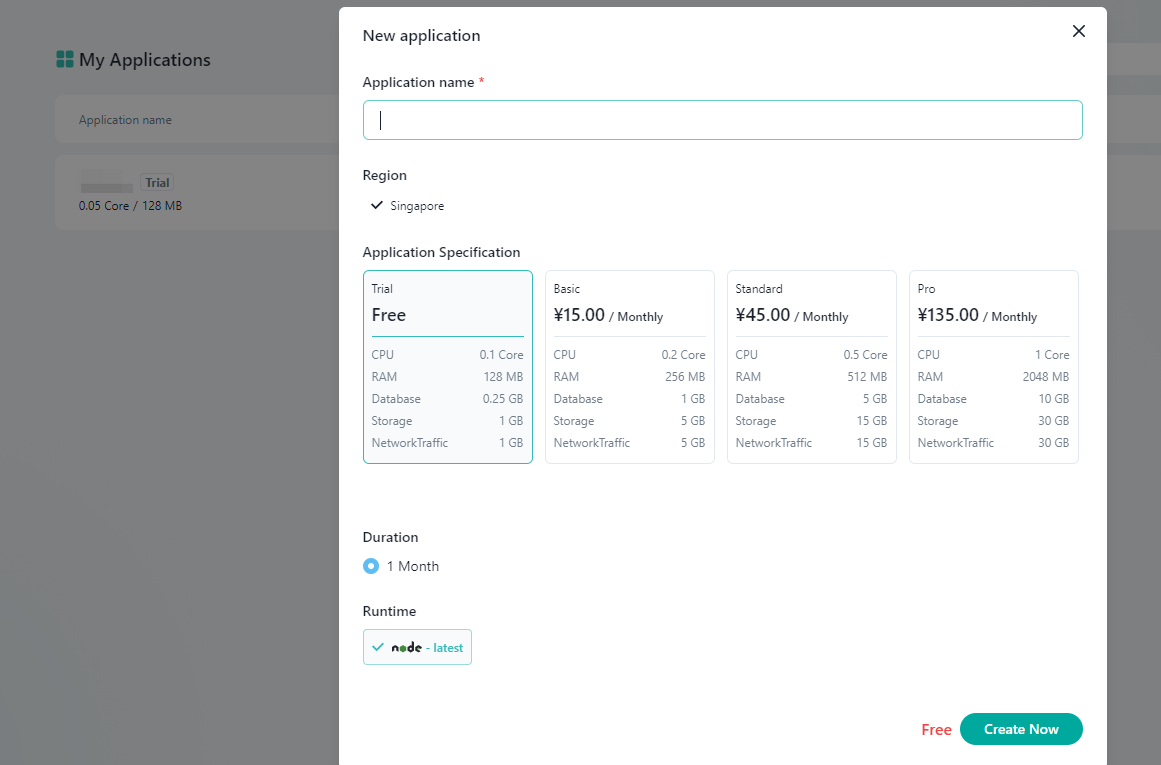 My Applications
Application name
Trial
0.05 Core / 128 MB
New application
Application name *
Region
Singapore
Application Specification
Trial
Free
CPU 0.1 Core
RAM 128 MB
Database 0.25 GB
Storage 1 GB
NetworkTraffic 1 GB
Basic
¥15.00 / Monthly
CPU 0.2 Core
RAM 256 MB
Database 1 GB
Storage 5 GB
NetworkTraffic 5 GB
Standard
¥45.00 / Monthly
CPU 0.5 Core
RAM 512 MB
Database 5 GB
Storage 15 GB
NetworkTraffic 15 GB
Pro
¥135.00 / Monthly
CPU 1 Core
RAM 2048 MB
Database 10 GB
Storage 30 GB
NetworkTraffic 30 GB
Duration
1 Month
Runtime
node - latest
Free Create Now